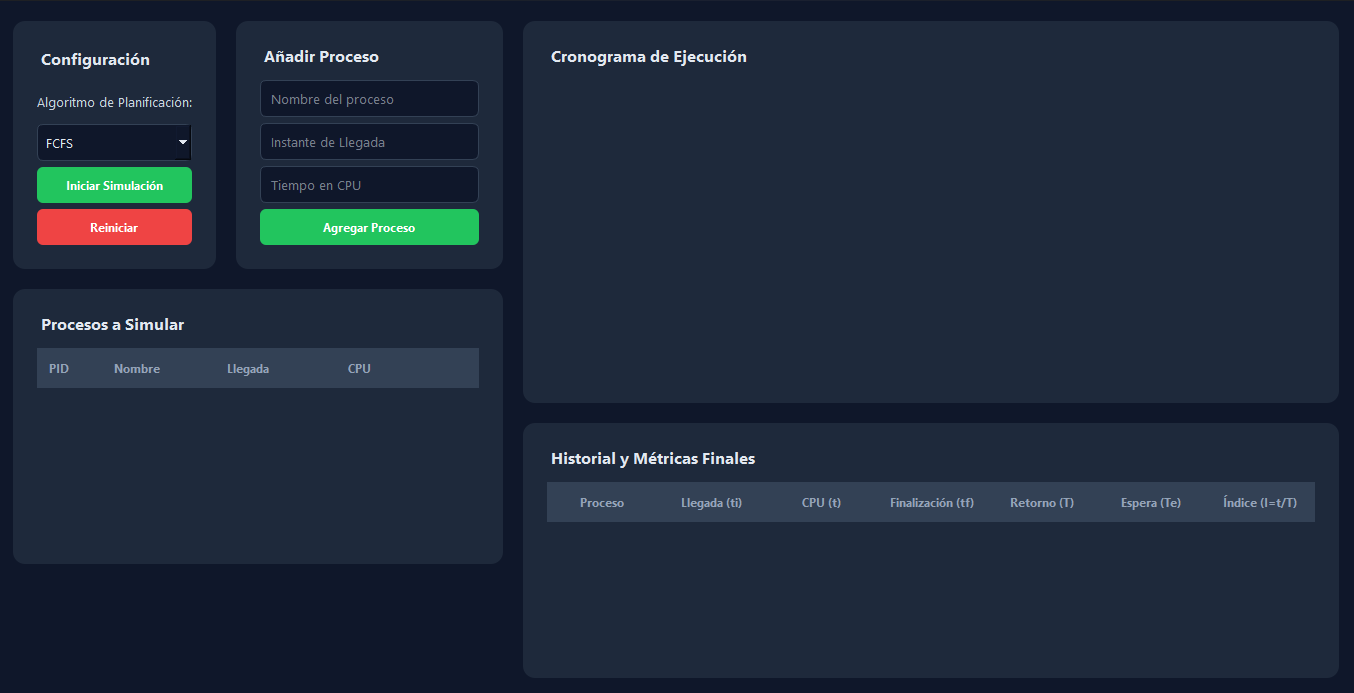 Configuración
Algoritmo de Planificación:
FCFS
Iniciar Simulación
Reiniciar
Añadir Proceso
Nombre del proceso
Instante de Llegada
Tiempo en CPU
Agregar Proceso
Procesos a Simular
PID Nombre Llegada CPU
Cronograma de Ejecución
Historial y Métricas Finales
Proceso Llegada (ti) CPU (t) Finalización (tf) Retorno (T) Espera (Te) Índice (I=t/T)